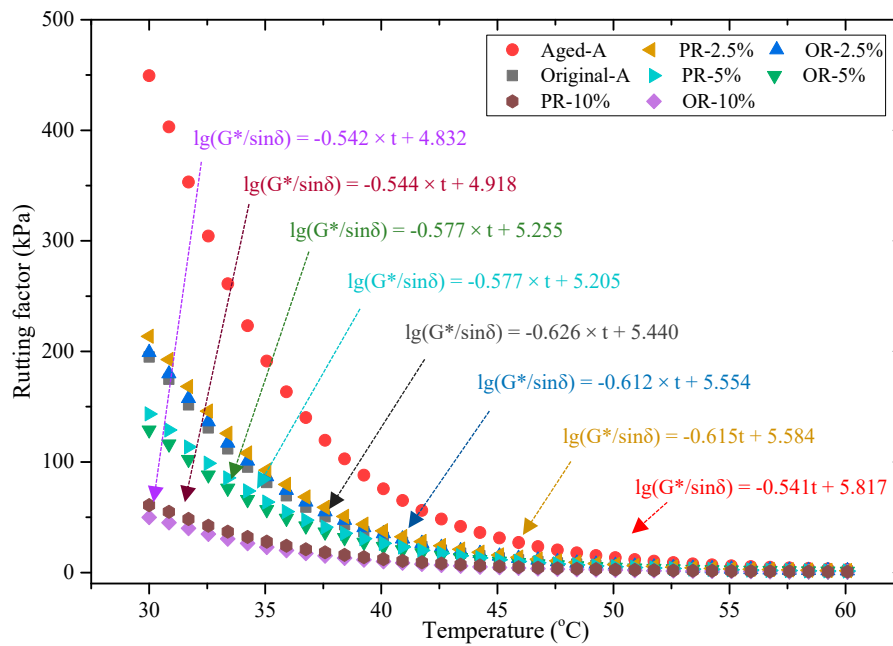 500
400
300
200
100
0
Rutting factor (kPa)
Aged-A PR-2.5% OR-2.5%
Original-A PR-5% OR-5%
PR-10% OR-10%
lg(G*/sinδ) = -0.542 × t + 4.832
lg(G*/sinδ) = -0.544 × t + 4.918
lg(G*/sinδ) = -0.577 × t + 5.255
lg(G*/sinδ) = -0.577 × t + 5.205
lg(G*/sinδ) = -0.626 × t + 5.440
lg(G*/sinδ) = -0.612 × t + 5.554
lg(G*/sinδ) = -0.615t + 5.584
lg(G*/sinδ) = -0.541t + 5.817
30 35 40 45 50 55 60
Temperature (°C)